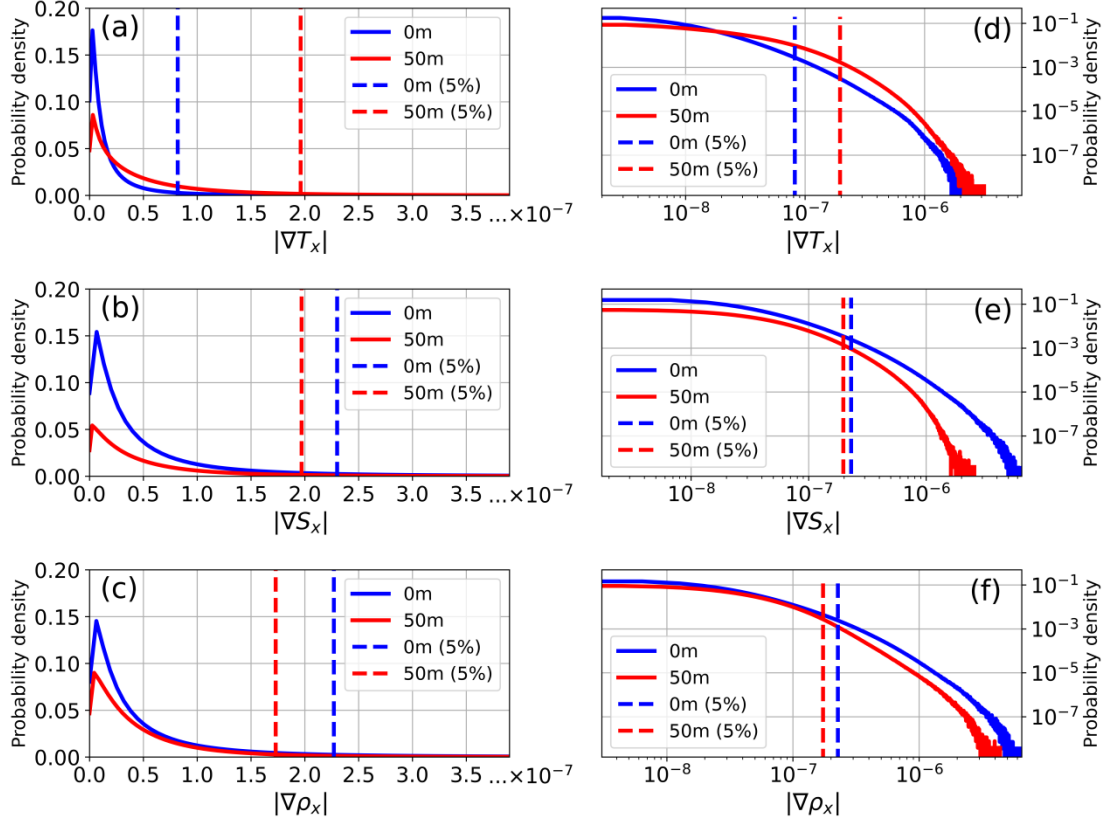 (a)
Probability density
0.20
0.15
0.10
0.05
0.00
0m
50m
0m (5%)
50m (5%)
0.0 0.5 1.0 1.5 2.0 2.5 3.0 3. ...×10⁻⁷
|∇Tₓ|
(d)
Probability density
10⁻¹
10⁻³
10⁻⁵
10⁻⁷
0m
50m
0m (5%)
50m (5%)
10⁻⁸ 10⁻⁷ 10⁻⁶
|∇Tₓ|
(b)
Probability density
0.20
0.15
0.10
0.05
0.00
0m
50m
0m (5%)
50m (5%)
0.0 0.5 1.0 1.5 2.0 2.5 3.0 3. ...×10⁻⁷
|∇Sₓ|
(e)
Probability density
10⁻¹
10⁻³
10⁻⁵
10⁻⁷
0m
50m
0m (5%)
50m (5%)
10⁻⁸ 10⁻⁷ 10⁻⁶
|∇Sₓ|
(c)
Probability density
0.20
0.15
0.10
0.05
0.00
0m
50m
0m (5%)
50m (5%)
0.0 0.5 1.0 1.5 2.0 2.5 3.0 3. ...×10⁻⁷
|∇ρₓ|
(f)
Probability density
10⁻¹
10⁻³
10⁻⁵
10⁻⁷
0m
50m
0m (5%)
50m (5%)
10⁻⁸ 10⁻⁷ 10⁻⁶
|∇ρₓ|